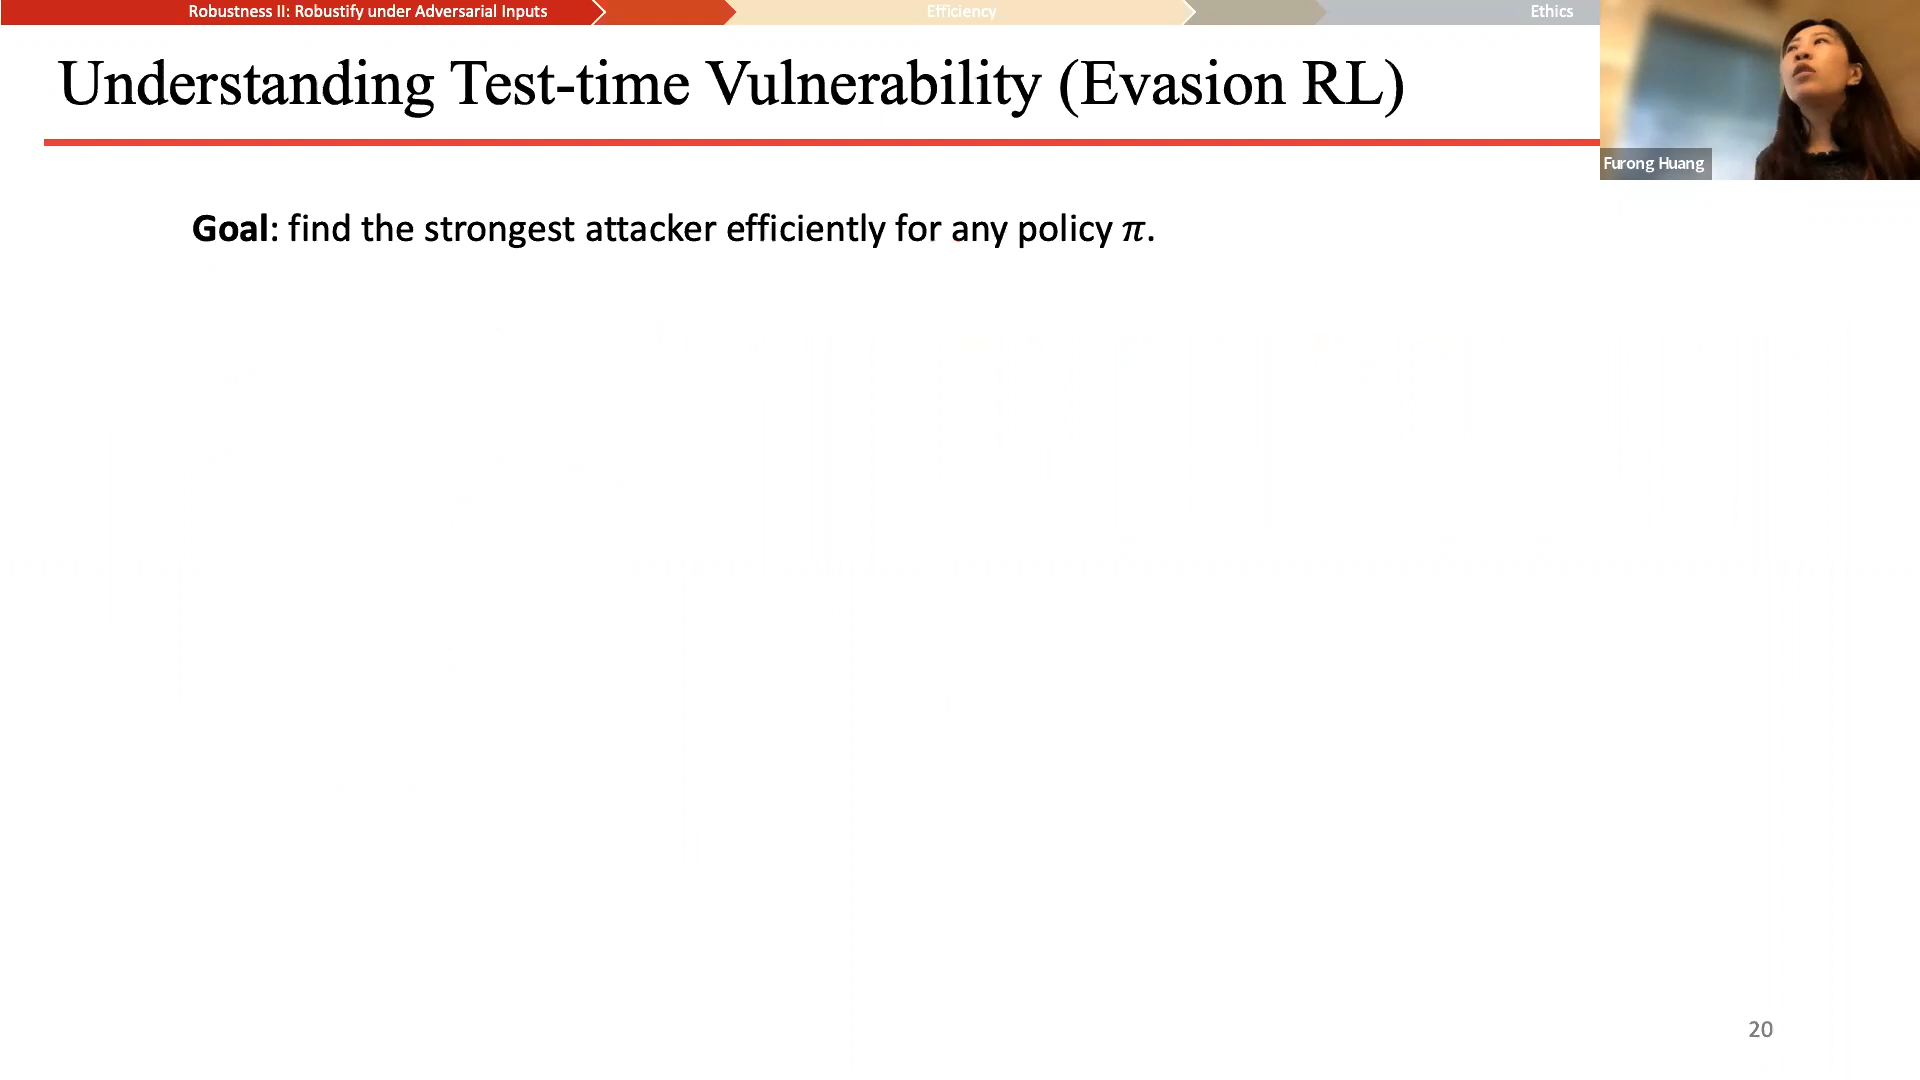 Robustness II: Robustify under Adversarial Inputs
Efficiency
Ethics
Understanding Test-time Vulnerability (Evasion RL)
Furong Huang
Goal: find the strongest attacker efficiently for any policy π.
20